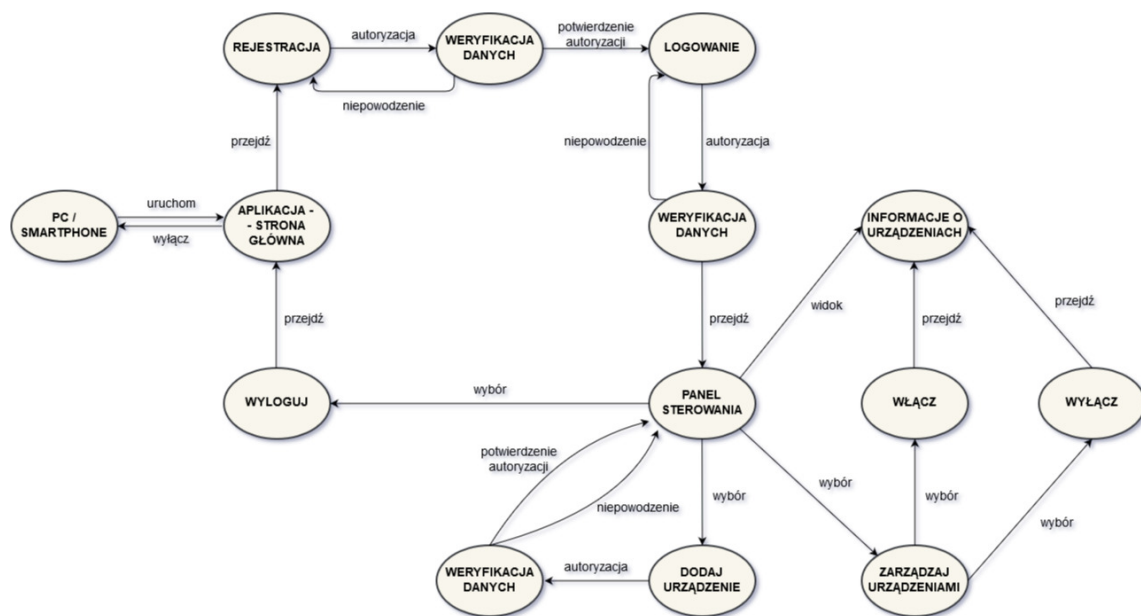 REJESTRACJA
autoryzacja
WERYFIKACJA
DANYCH
potwierdzenie
autoryzacji
LOGOWANIE
niepowodzenie
przejdź
niepowodzenie
autoryzacja
PC /
SMARTPHONE
uruchom
wyłącz
APLIKACJA -
- STRONA
GŁÓWNA
WERYFIKACJA
DANYCH
INFORMACJE O
URZĄDZENIACH
przejdź
przejdź
widok
przejdź
przejdź
WYLOGUJ
wybór
PANEL
STEROWANIA
WŁĄCZ
WYŁĄCZ
potwierdzenie
autoryzacji
niepowodzenie
wybór
wybór
wybór
wybór
WERYFIKACJA
DANYCH
autoryzacja
DODAJ
URZĄDZENIE
ZARZĄDZAJ
URZĄDZENIAMI